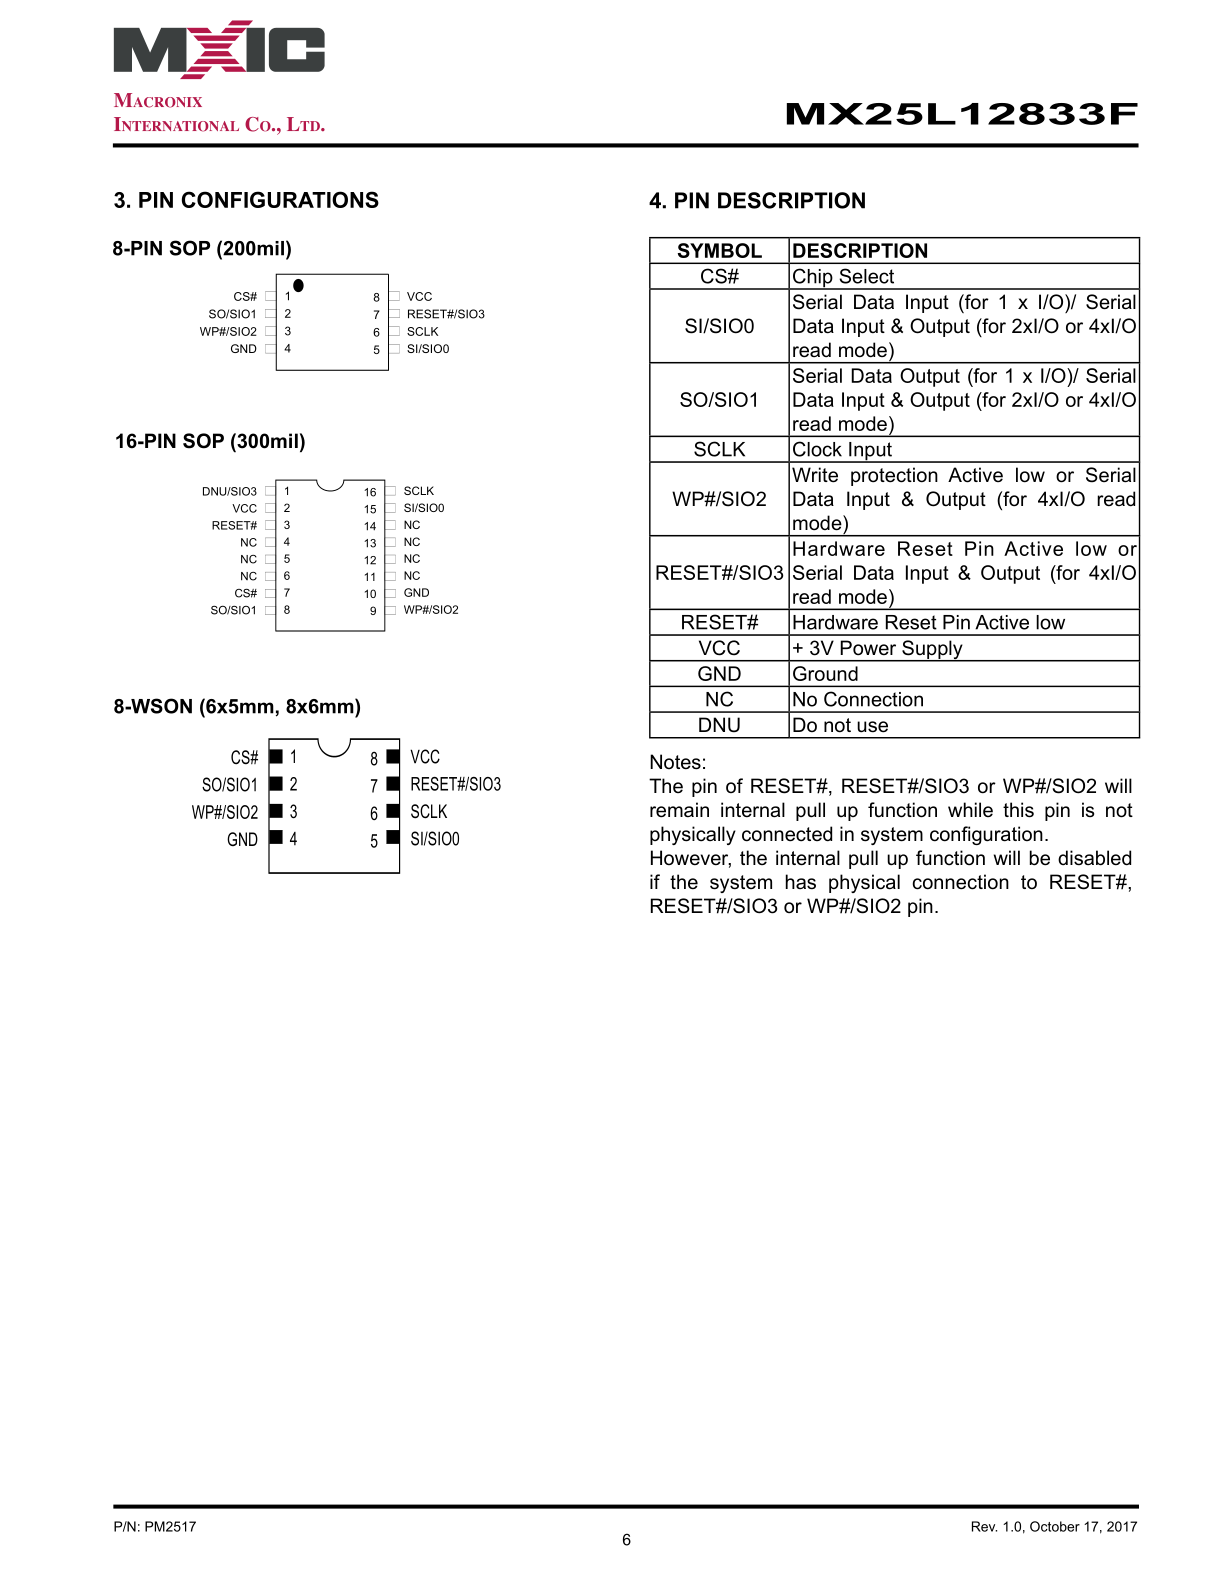 MXIC
MACRONIX
INTERNATIONAL CO., LTD.
MX25L12833F
3. PIN CONFIGURATIONS
8-PIN SOP (200mil)
CS# 1 8 VCC
SO/SIO1 2 7 RESET#/SIO3
WP#/SIO2 3 6 SCLK
GND 4 5 SI/SIO0
16-PIN SOP (300mil)
DNU/SIO3 1 16 SCLK
VCC 2 15 SI/SIO0
RESET# 3 14 NC
NC 4 13 NC
NC 5 12 NC
NC 6 11 NC
CS# 7 10 GND
SO/SIO1 8 9 WP#/SIO2
8-WSON (6x5mm, 8x6mm)
CS# 1 8 VCC
SO/SIO1 2 7 RESET#/SIO3
WP#/SIO2 3 6 SCLK
GND 4 5 SI/SIO0
4. PIN DESCRIPTION
SYMBOL DESCRIPTION
CS# Chip Select
Serial Data Input (for 1 x I/O)/ Serial
SI/SIO0 Data Input & Output (for 2xI/O or 4xI/O
read mode)
Serial Data Output (for 1 x I/O)/ Serial
SO/SIO1 Data Input & Output (for 2xI/O or 4xI/O
read mode)
SCLK Clock Input
Write protection Active low or Serial
WP#/SIO2 Data Input & Output (for 4xI/O read
mode)
Hardware Reset Pin Active low or
RESET#/SIO3 Serial Data Input & Output (for 4xI/O
read mode)
RESET# Hardware Reset Pin Active low
VCC + 3V Power Supply
GND Ground
NC No Connection
DNU Do not use
Notes:
The pin of RESET#, RESET#/SIO3 or WP#/SIO2 will
remain internal pull up function while this pin is not
physically connected in system configuration.
However, the internal pull up function will be disabled
if the system has physical connection to RESET#,
RESET#/SIO3 or WP#/SIO2 pin.
P/N: PM2517
6
Rev. 1.0, October 17, 2017